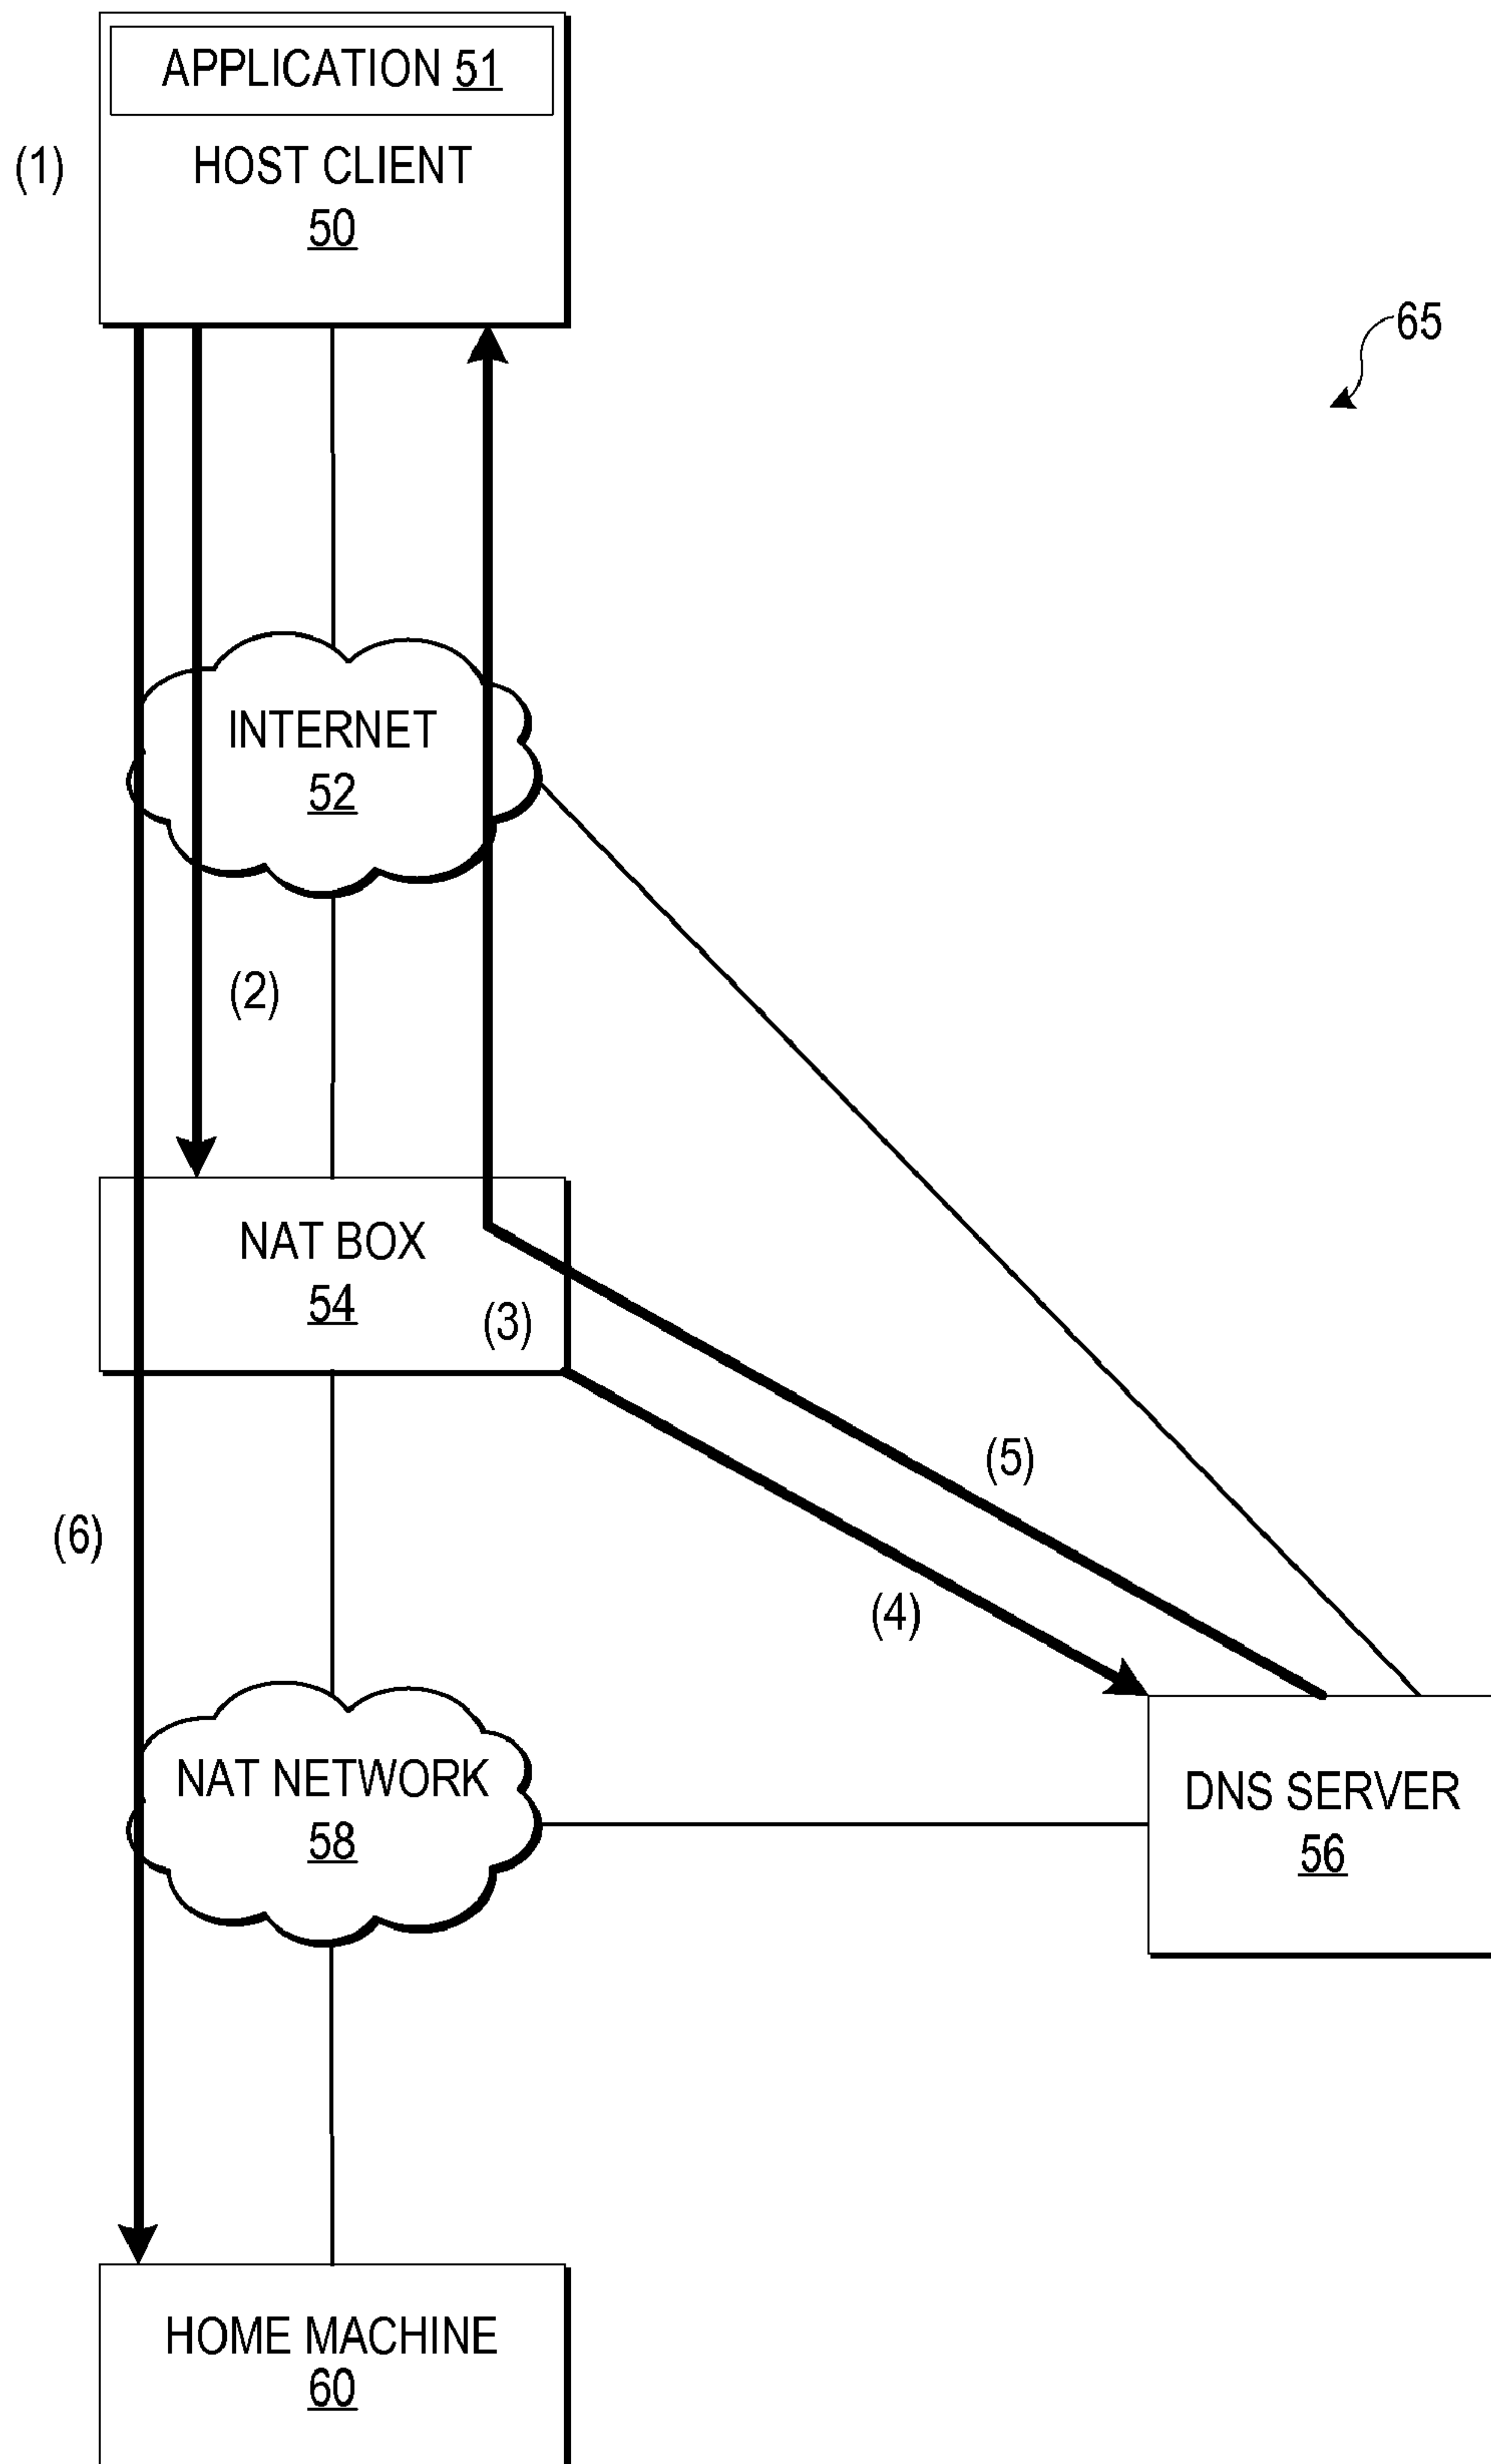 APPLICATION 51
(1)
HOST CLIENT
50
65
INTERNET
52
(2)
NAT BOX
54
(3)
(5)
(6)
(4)
NAT NETWORK
58
DNS SERVER
56
HOME MACHINE
60